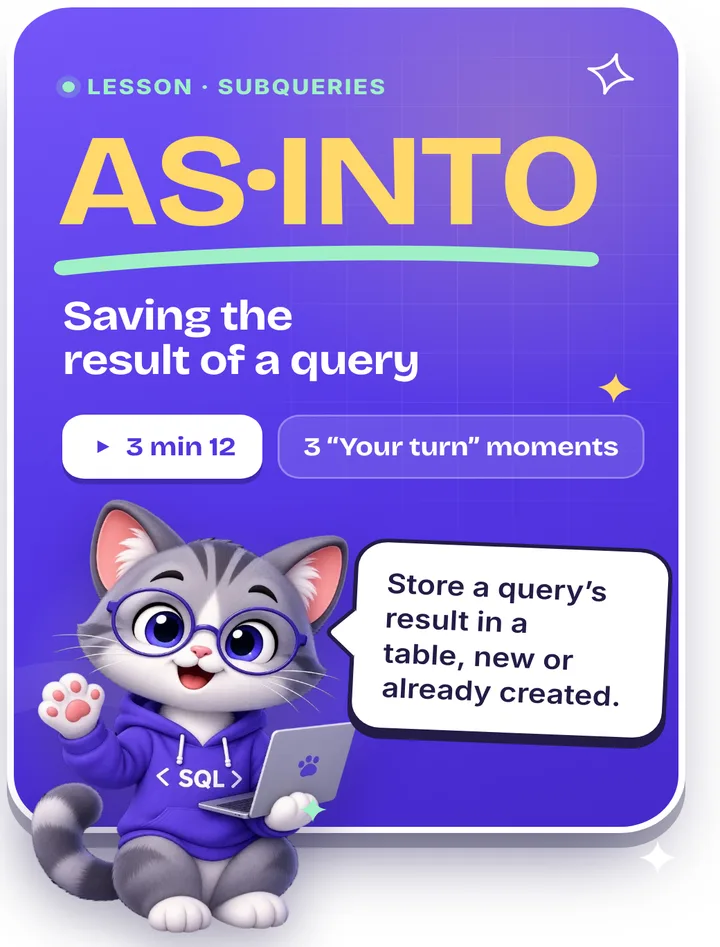 LESSON · SUBQUERIES
AS·INTO
Saving the
result of a query
3 min 12
3 “Your turn” moments
Store a query’s
result in a
table, new or
already created.
< SQL >